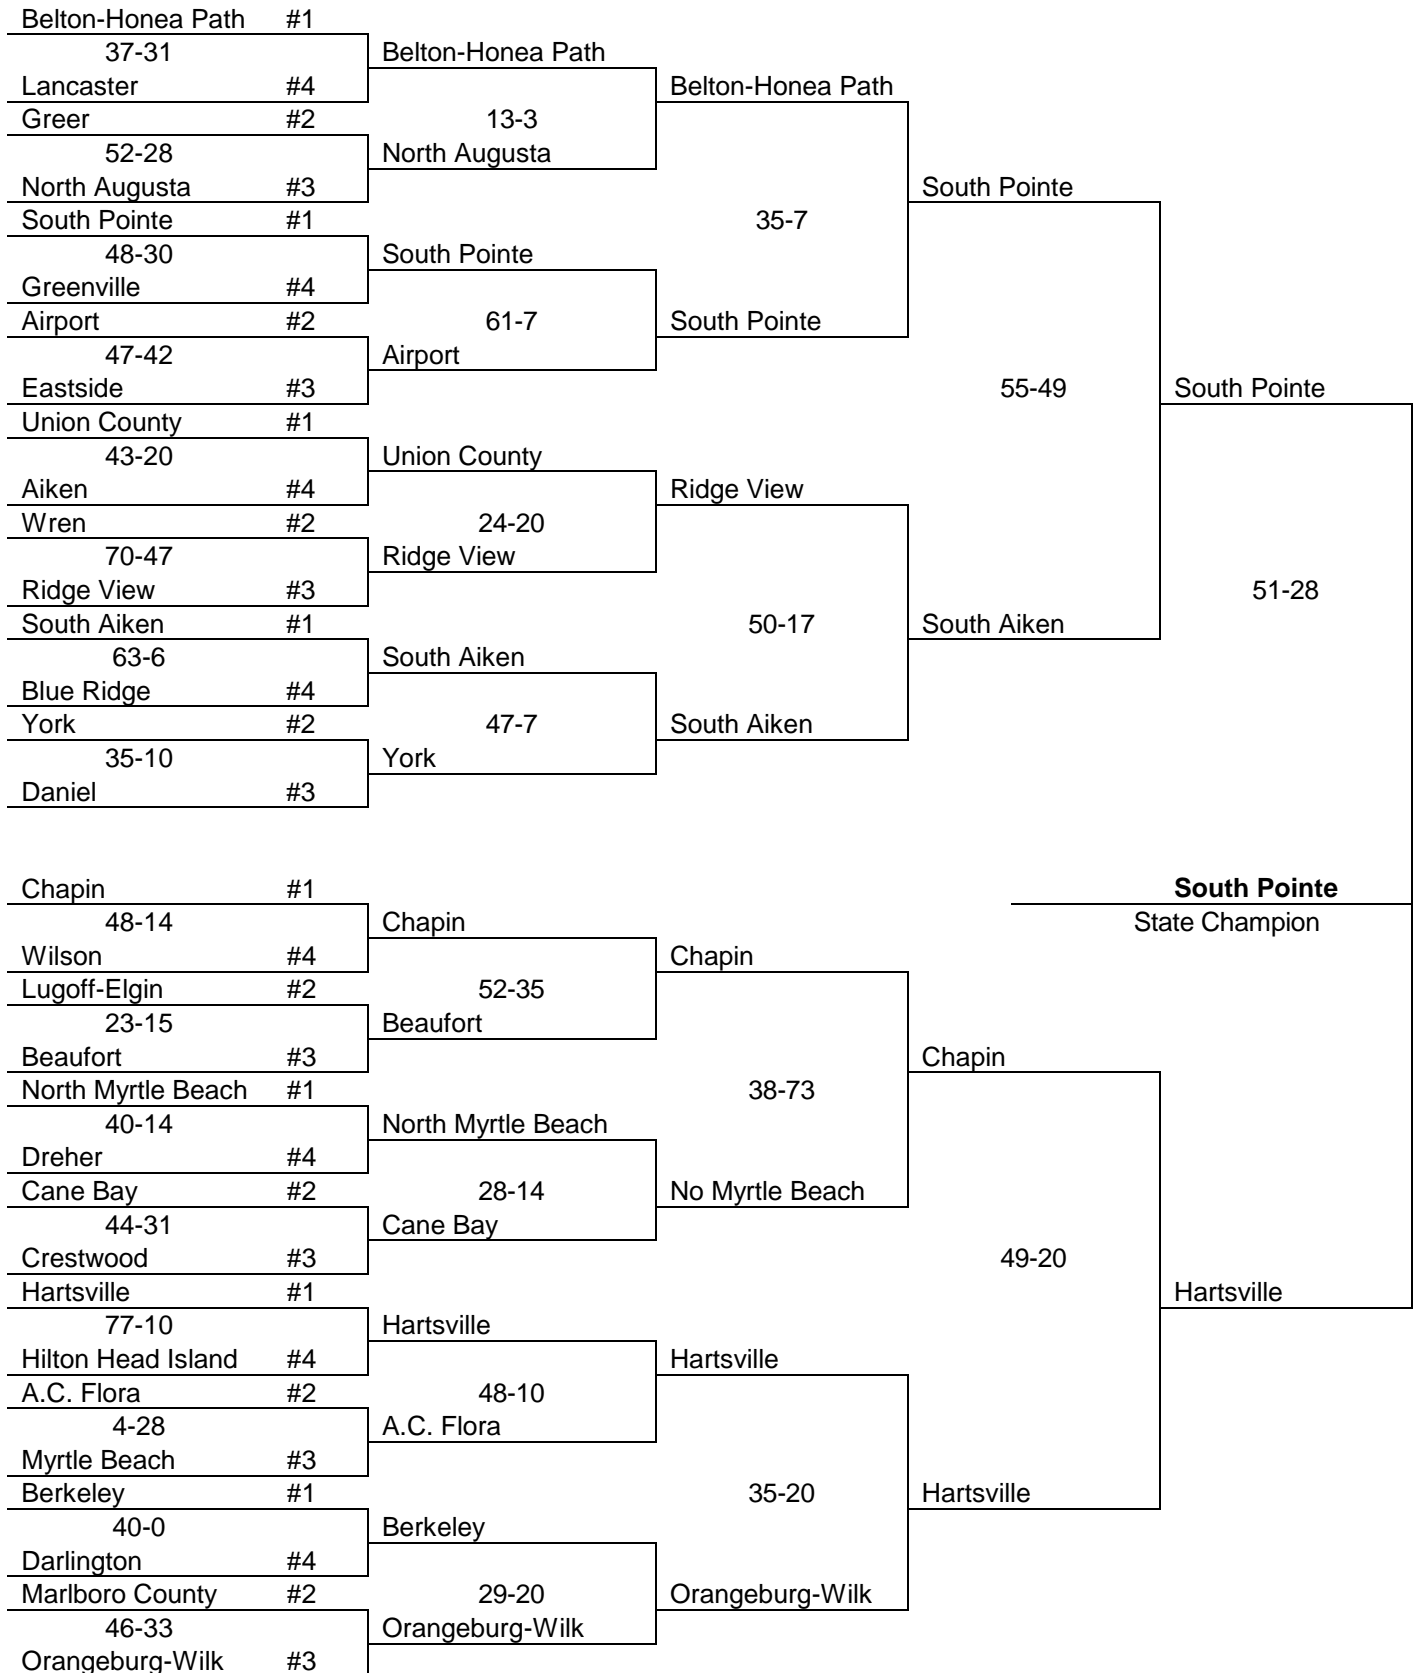 Belton-Honea Path #1
37-31 Belton-Honea Path
Lancaster #4 Belton-Honea Path
Greer #2 13-3
52-28 North Augusta
North Augusta #3 South Pointe
South Pointe #1 35-7
48-30 South Pointe
Greenville #4
Airport #2 61-7 South Pointe
47-42 Airport
Eastside #3 55-49 South Pointe
Union County #1
43-20 Union County
Aiken #4 Ridge View
Wren #2 24-20
70-47 Ridge View
Ridge View #3 51-28
South Aiken #1 50-17 South Aiken
63-6 South Aiken
Blue Ridge #4
York #2 47-7 South Aiken
35-10 York
Daniel #3
Chapin #1 South Pointe
48-14 Chapin State Champion
Wilson #4 Chapin
Lugoff-Elgin #2 52-35
23-15 Beaufort
Beaufort #3 Chapin
North Myrtle Beach #1 38-73
40-14 North Myrtle Beach
Dreher #4
Cane Bay #2 28-14 No Myrtle Beach
44-31 Cane Bay
Crestwood #3 49-20
Hartsville #1 Hartsville
77-10 Hartsville
Hilton Head Island #4 Hartsville
A.C. Flora #2 48-10
4-28 A.C. Flora
Myrtle Beach #3
Berkeley #1 35-20 Hartsville
40-0 Berkeley
Darlington #4
Marlboro County #2 29-20 Orangeburg-Wilk
46-33 Orangeburg-Wilk
Orangeburg-Wilk #3